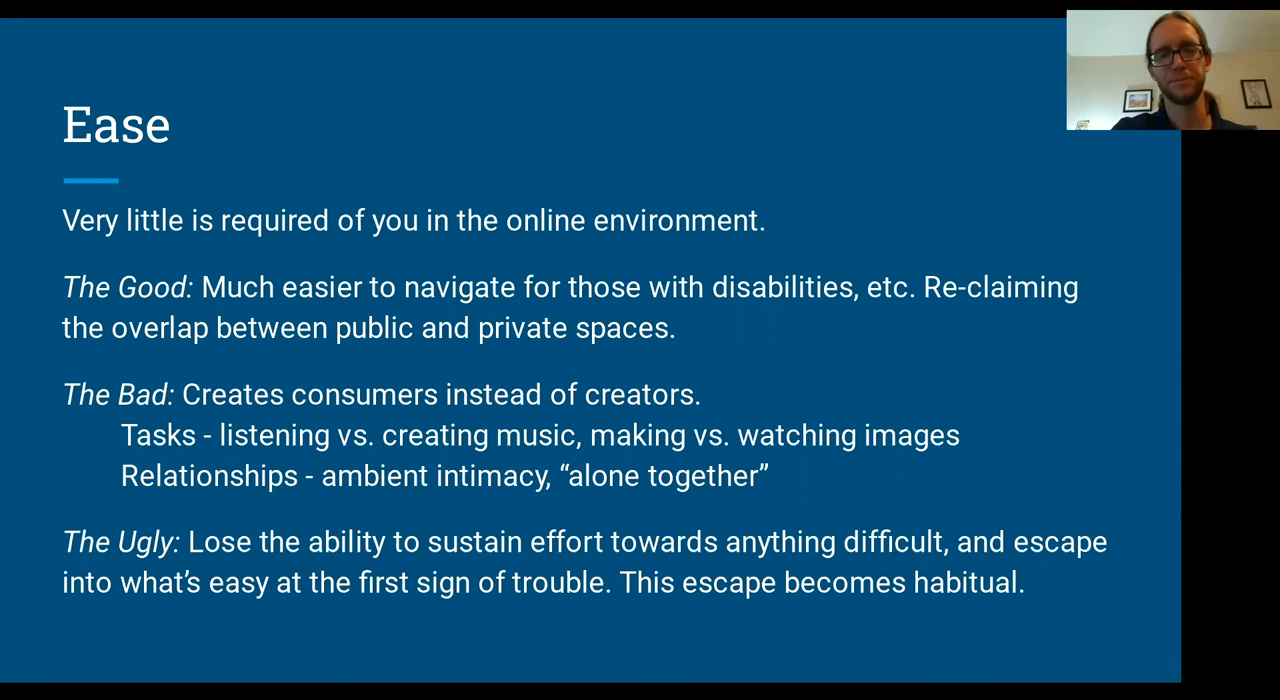 Ease
Very little is required of you in the online environment.
The Good: Much easier to navigate for those with disabilities, etc. Re-claiming
the overlap between public and private spaces.
The Bad: Creates consumers instead of creators.
Tasks - listening vs. creating music, making vs. watching images
Relationships - ambient intimacy, “alone together”
The Ugly: Lose the ability to sustain effort towards anything difficult, and escape
into what’s easy at the first sign of trouble. This escape becomes habitual.